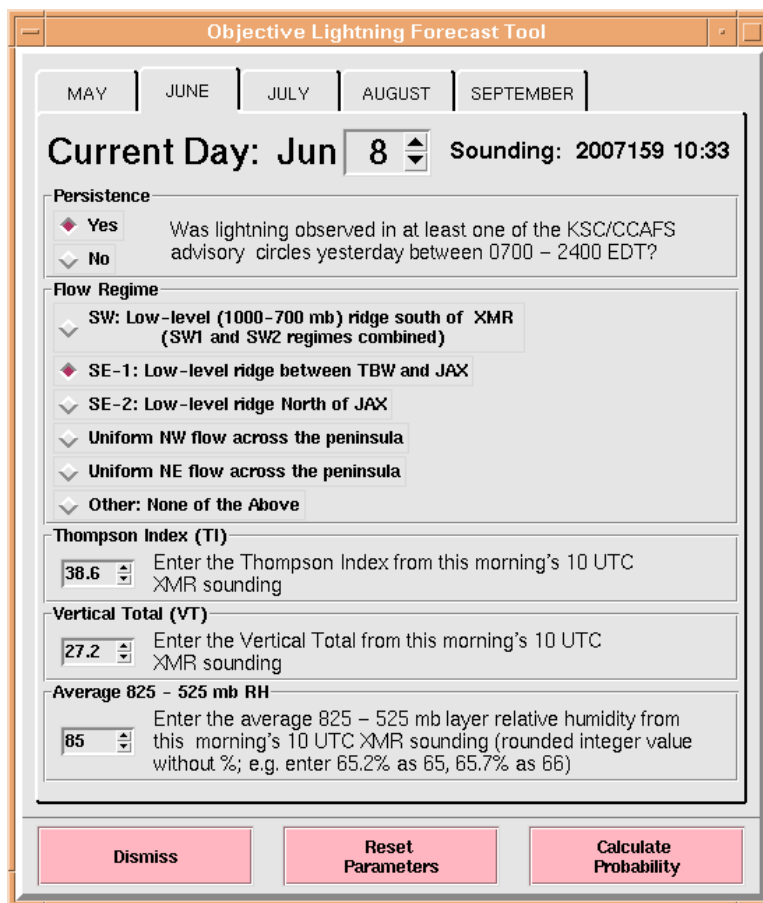 Objective Lightning Forecast Tool
MAY JUNE JULY AUGUST SEPTEMBER
Current Day: Jun 8 Sounding: 2007159 10:33
Persistence
Yes
No
Was lightning observed in at least one of the KSC/CCAFS
advisory circles yesterday between 0700 – 2400 EDT?
Flow Regime
SW: Low-level (1000-700 mb) ridge south of XMR
(SW1 and SW2 regimes combined)
SE-1: Low-level ridge between TBW and JAX
SE-2: Low-level ridge North of JAX
Uniform NW flow across the peninsula
Uniform NE flow across the peninsula
Other: None of the Above
Thompson Index (TI)
38.6
Enter the Thompson Index from this morning's 10 UTC
XMR sounding
Vertical Total (VT)
27.2
Enter the Vertical Total from this morning's 10 UTC
XMR sounding
Average 825 - 525 mb RH
85
Enter the average 825 – 525 mb layer relative humidity from
this morning's 10 UTC XMR sounding (rounded integer value
without %; e.g. enter 65.2% as 65, 65.7% as 66)
Dismiss
Reset
Parameters
Calculate
Probability